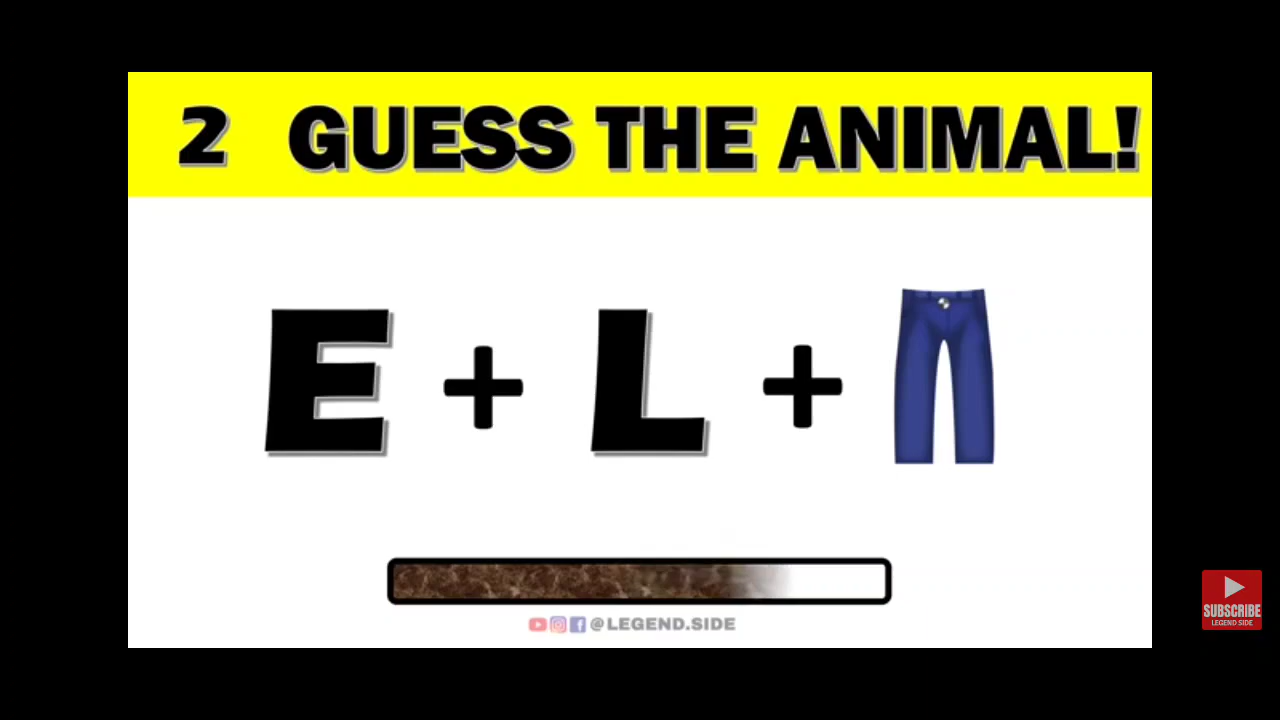 2 GUESS THE ANIMAL!
E + L +
@LEGEND.SIDE
SUBSCRIBE
LEGEND SIDE